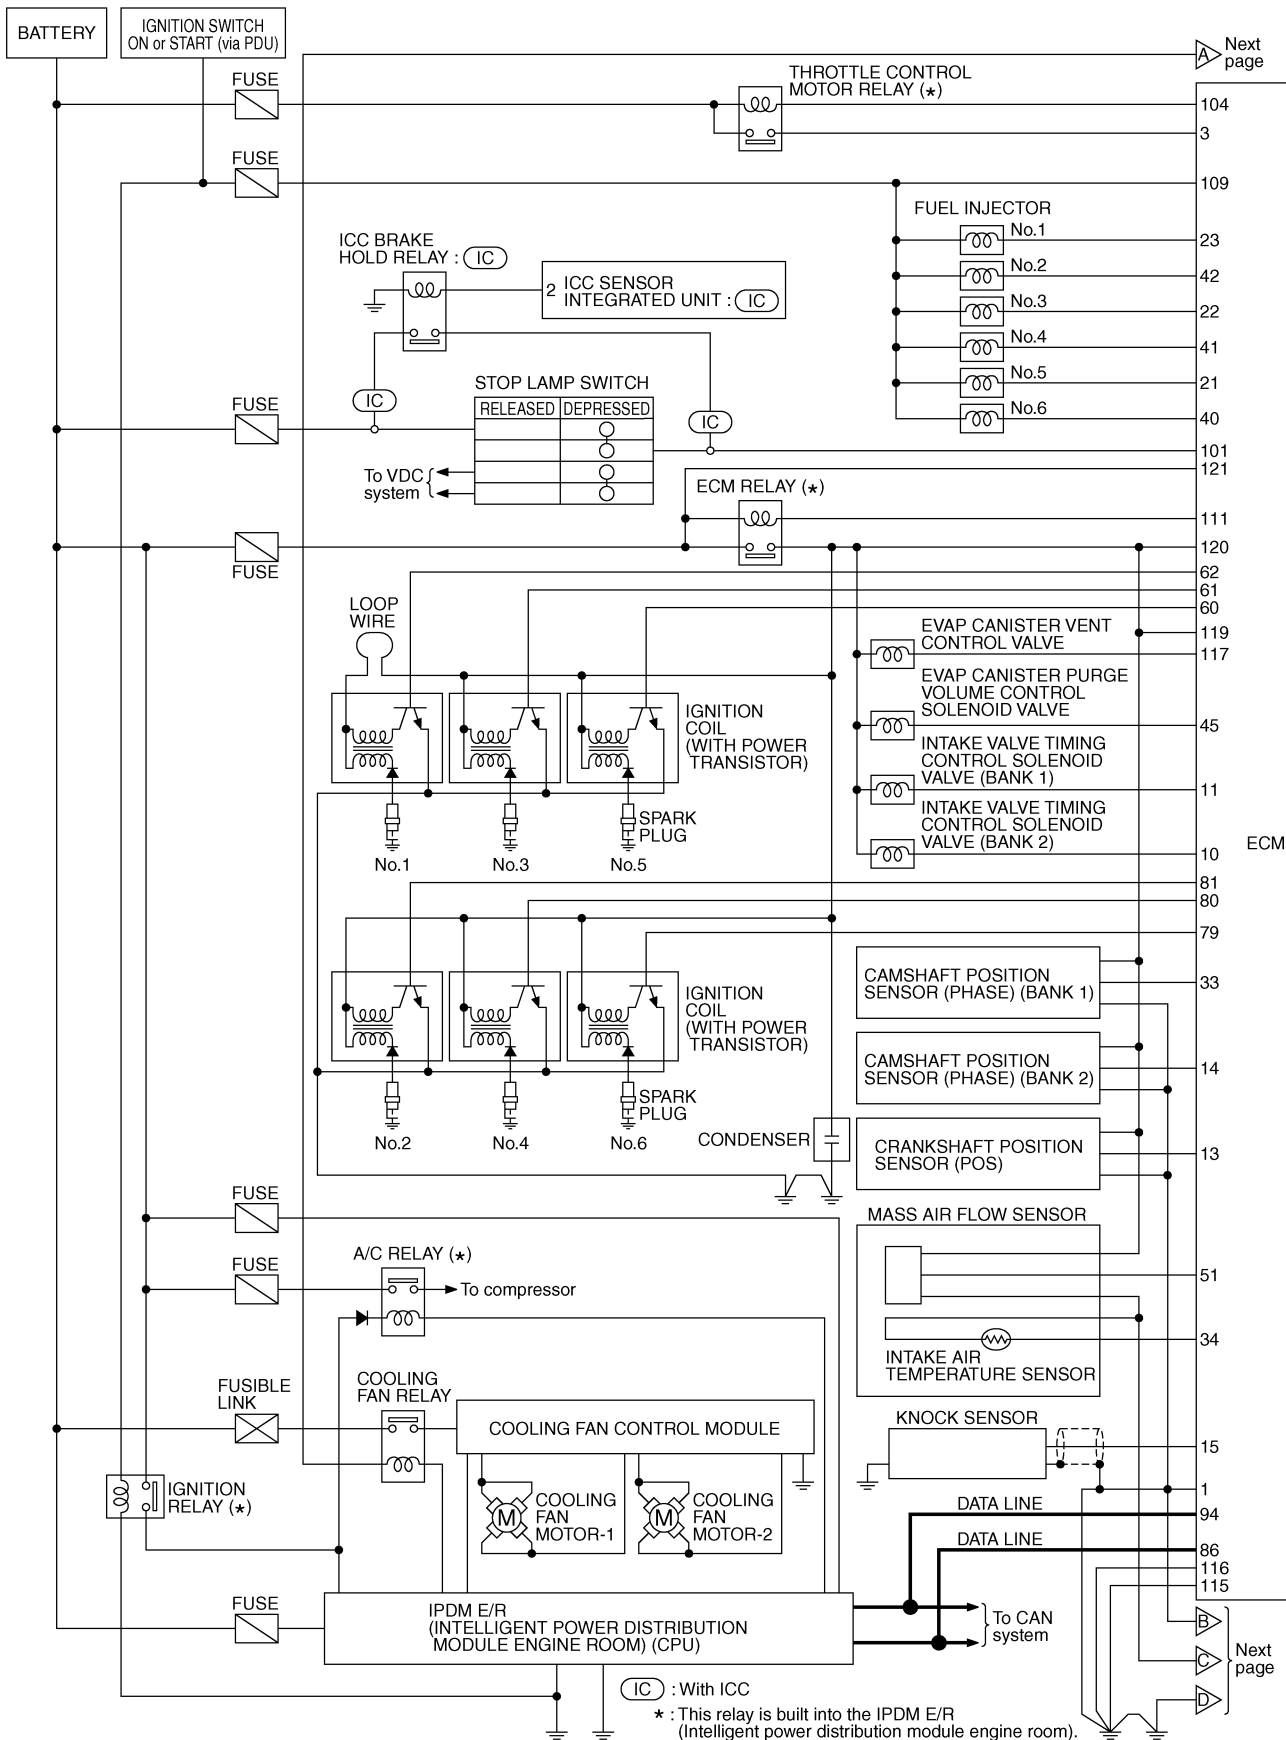 BATTERY
IGNITION SWITCH
ON or START (via PDU)
A
Next
page
FUSE
THROTTLE CONTROL
MOTOR RELAY (*)
104
3
FUSE
109
FUEL INJECTOR
No.1
23
No.2
42
No.3
22
No.4
41
No.5
21
No.6
40
ICC BRAKE
HOLD RELAY : IC
2 ICC SENSOR
INTEGRATED UNIT : IC
IC
STOP LAMP SWITCH
RELEASED DEPRESSED
IC
FUSE
101
121
To VDC
system
ECM RELAY (*)
111
120
FUSE
62
61
60
LOOP
WIRE
119
EVAP CANISTER VENT
CONTROL VALVE
117
EVAP CANISTER PURGE
VOLUME CONTROL
SOLENOID VALVE
45
IGNITION
COIL
(WITH POWER
TRANSISTOR)
INTAKE VALVE TIMING
CONTROL SOLENOID
VALVE (BANK 1)
11
INTAKE VALVE TIMING
CONTROL SOLENOID
VALVE (BANK 2)
10
ECM
SPARK
PLUG
No.1
No.3
No.5
81
80
79
CAMSHAFT POSITION
SENSOR (PHASE) (BANK 1)
33
IGNITION
COIL
(WITH POWER
TRANSISTOR)
CAMSHAFT POSITION
SENSOR (PHASE) (BANK 2)
14
SPARK
PLUG
No.2
No.4
No.6
CONDENSER
CRANKSHAFT POSITION
SENSOR (POS)
13
FUSE
MASS AIR FLOW SENSOR
51
34
INTAKE AIR
TEMPERATURE SENSOR
FUSE
A/C RELAY (*)
To compressor
COOLING
FAN RELAY
FUSIBLE
LINK
COOLING FAN CONTROL MODULE
KNOCK SENSOR
15
1
IGNITION
RELAY (*)
M
COOLING
FAN
MOTOR-1
M
COOLING
FAN
MOTOR-2
DATA LINE
94
DATA LINE
86
116
115
FUSE
IPDM E/R
(INTELLIGENT POWER DISTRIBUTION
MODULE ENGINE ROOM) (CPU)
To CAN
system
B
C
D
Next
page
IC : With ICC
* : This relay is built into the IPDM E/R
(Intelligent power distribution module engine room).